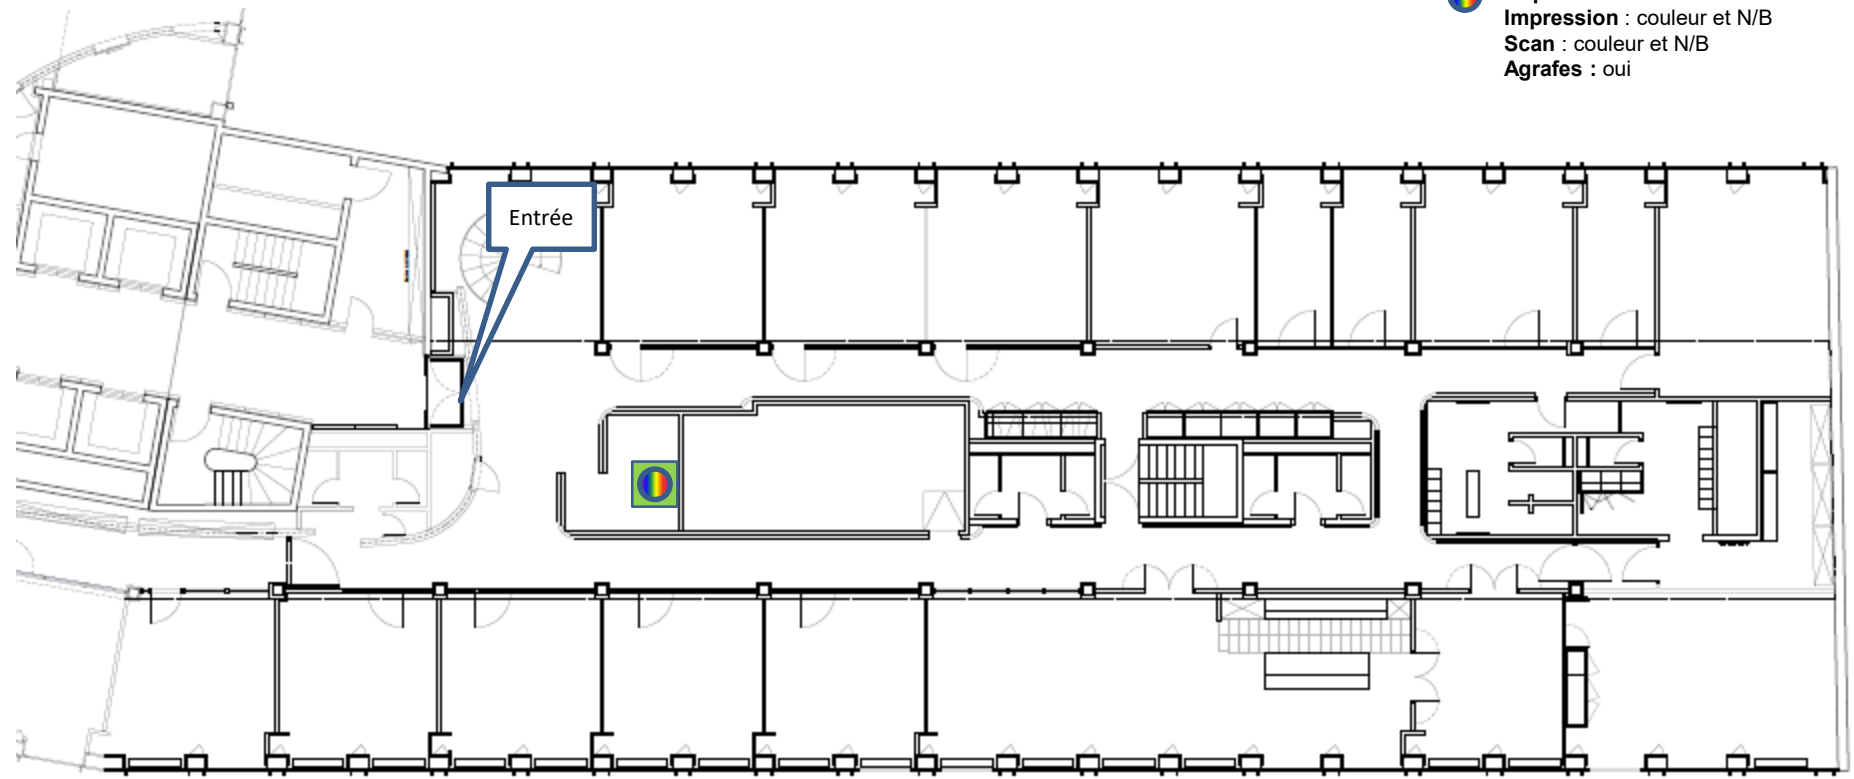 Impression : couleur et N/B
Scan : couleur et N/B
Agrafes : oui
Entrée